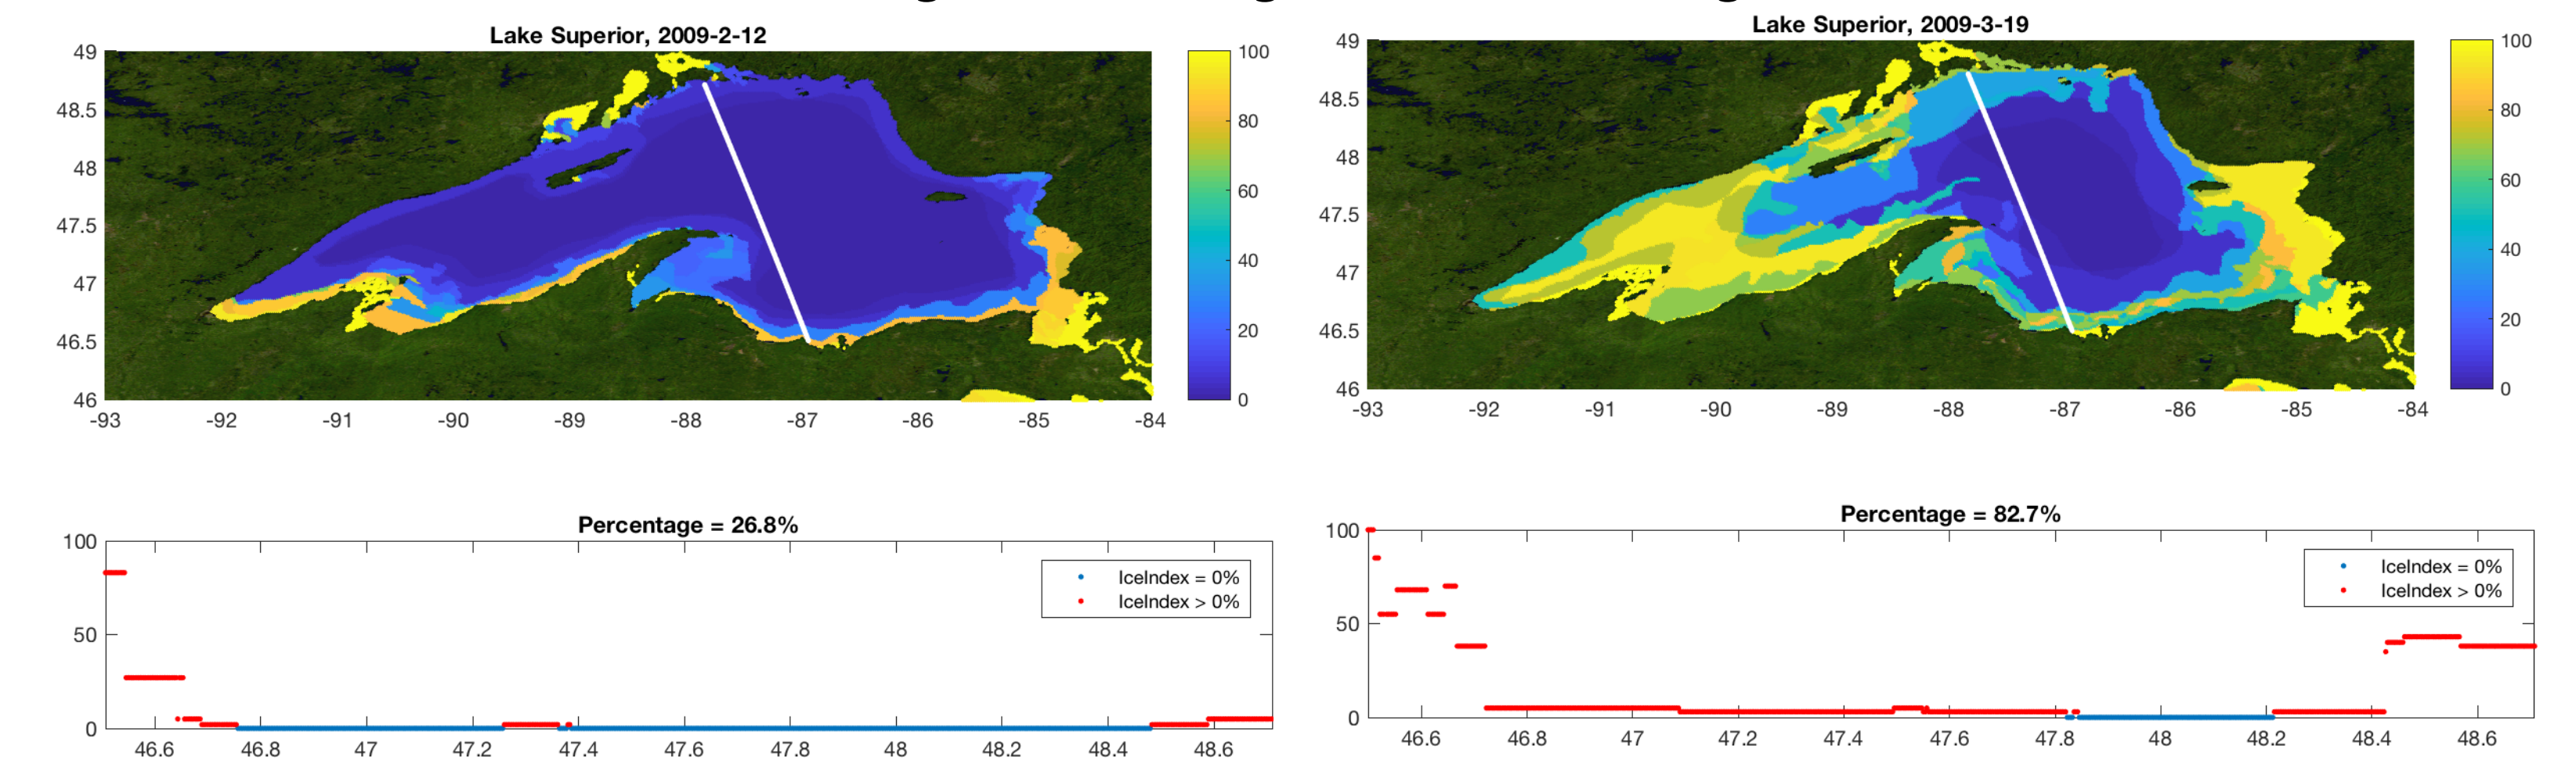 Lake Superior, 2009-2-12
49
48.5
48
47.5
47
46.5
46
-93 -92 -91 -90 -89 -88 -87 -86 -85 -84
100
80
60
40
20
0
Lake Superior, 2009-3-19
49
48.5
48
47.5
47
46.5
46
-93 -92 -91 -90 -89 -88 -87 -86 -85 -84
100
80
60
40
20
0
Percentage = 26.8%
100
50
0
IceIndex = 0%
IceIndex > 0%
46.6 46.8 47 47.2 47.4 47.6 47.8 48 48.2 48.4 48.6
Percentage = 82.7%
100
50
0
IceIndex = 0%
IceIndex > 0%
46.6 46.8 47 47.2 47.4 47.6 47.8 48 48.2 48.4 48.6